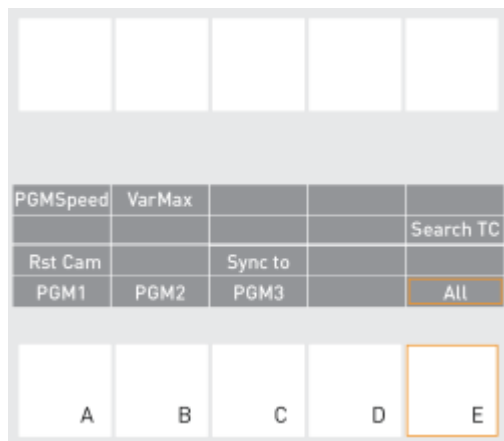 PGMSpeed VarMax
Search TC
Rst Cam Sync to
PGM1 PGM2 PGM3 All
A B C D E